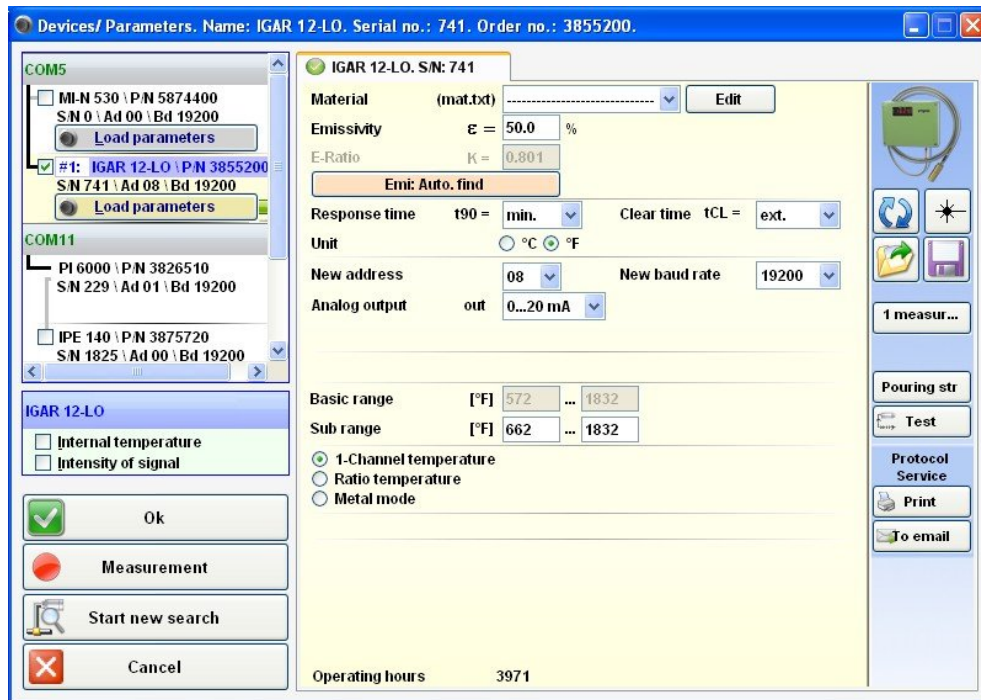 Devices/ Parameters. Name: IGAR 12-LO. Serial no.: 741. Order no.: 3855200.
COM5
MI-N 530 \ P/N 5874400
S/N 0 \ Ad 00 \ Bd 19200
Load parameters
#1: IGAR 12-LO \ P/N 3855200
S/N 741 \ Ad 08 \ Bd 19200
Load parameters
COM11
PI 6000 \ P/N 3826510
S/N 229 \ Ad 01 \ Bd 19200
IPE 140 \ P/N 3875720
S/N 1825 \ Ad 00 \ Bd 19200
IGAR 12-LO
Internal temperature
Intensity of signal
Ok
Measurement
Start new search
Cancel
IGAR 12-LO. S/N: 741
Material (mat.txt) ---------------------------- Edit
Emissivity ε = 50.0 %
E-Ratio K = 0.801
Emi: Auto. find
Response time t90 = min. Clear time tCL = ext.
Unit °C °F
New address 08 New baud rate 19200
Analog output out 0...20 mA
Basic range [°F] 572 ... 1832
Sub range [°F] 662 ... 1832
1-Channel temperature
Ratio temperature
Metal mode
Operating hours 3971
1 measur...
Pouring str
Test
Protocol
Service
Print
To email